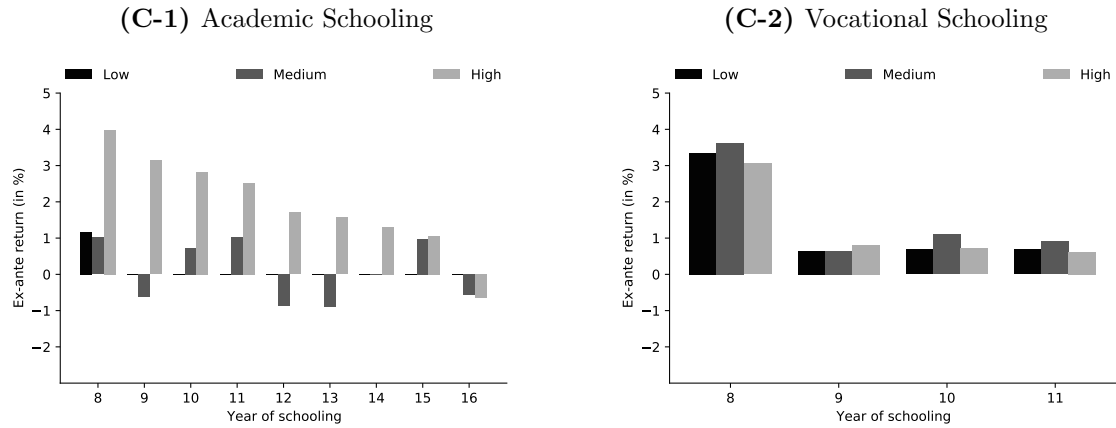 (C-1) Academic Schooling
Low Medium High
5
4
3
2
1
0
−1
−2
Ex-ante return (in %)
8 9 10 11 12 13 14 15 16
Year of schooling
(C-2) Vocational Schooling
Low Medium High
5
4
3
2
1
0
−1
−2
Ex-ante return (in %)
8 9 10 11
Year of schooling